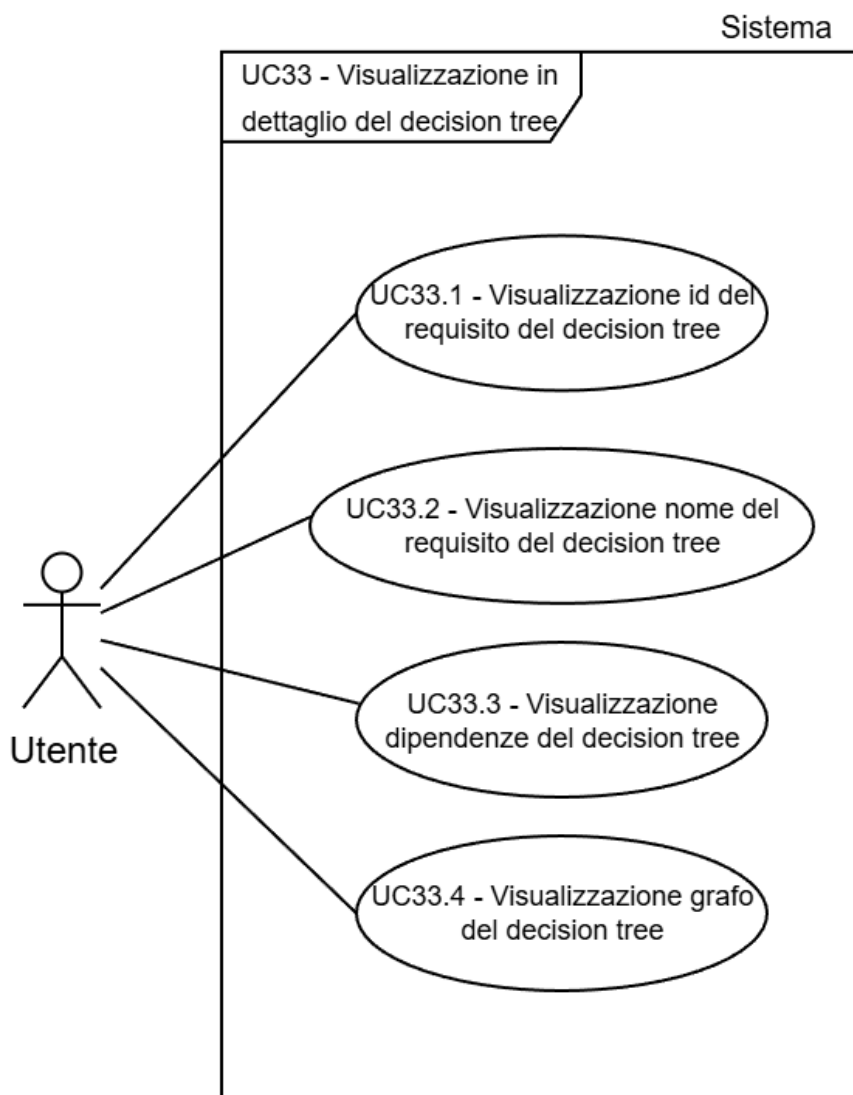 Sistema
UC33 - Visualizzazione in
dettaglio del decision tree
UC33.1 - Visualizzazione id del
requisito del decision tree
UC33.2 - Visualizzazione nome del
requisito del decision tree
UC33.3 - Visualizzazione
dipendenze del decision tree
Utente
UC33.4 - Visualizzazione grafo
del decision tree